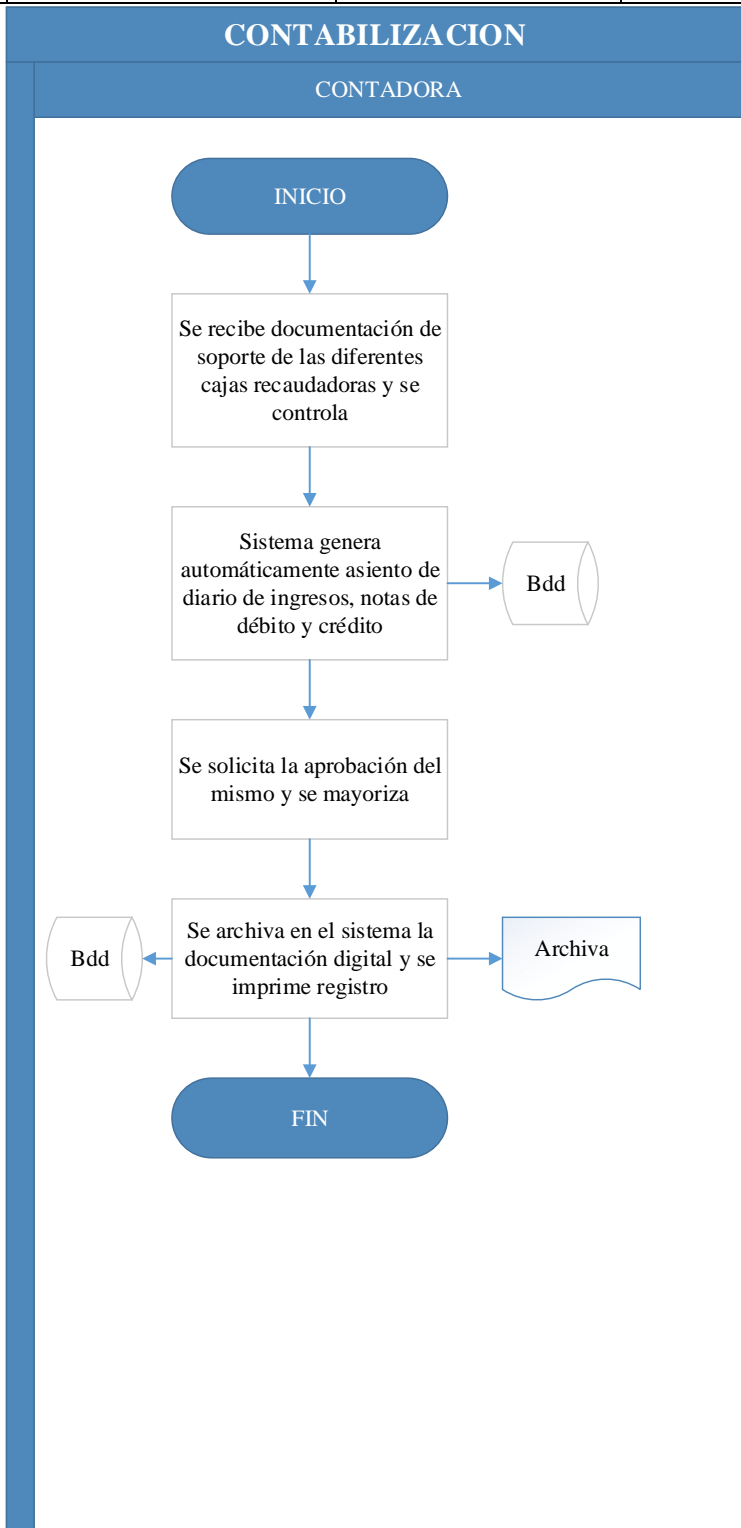 CONTABILIZACION
CONTADORA
INICIO
Se recibe documentación de
soporte de las diferentes
cajas recaudadoras y se
controla
Sistema genera
automáticamente asiento de
diario de ingresos, notas de
débito y crédito
Bdd
Se solicita la aprobación del
mismo y se mayoriza
Bdd
Se archiva en el sistema la
documentación digital y se
imprime registro
Archiva
FIN